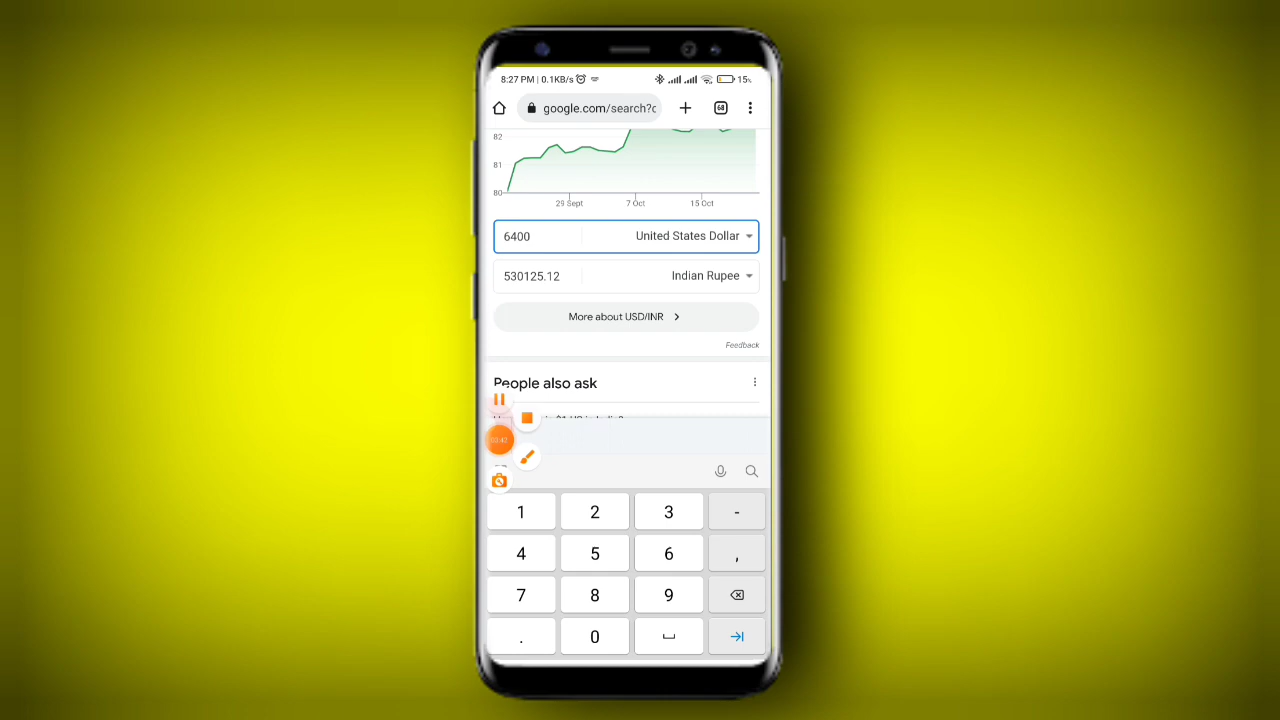 8:27 PM | 0.1KB/s 15%
google.com/search?c 68
82
81
80
29 Sept 7 Oct 15 Oct
6400 United States Dollar
530125.12 Indian Rupee
More about USD/INR
Feedback
People also ask
1 2 3 -
4 5 6 ,
7 8 9
. 0